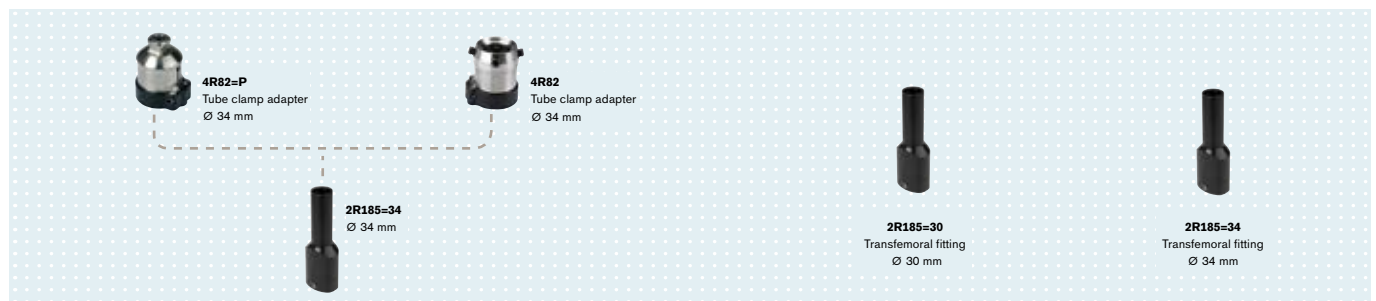 4R82=P
Tube clamp adapter
Ø 34 mm
4R82
Tube clamp adapter
Ø 34 mm
2R185=34
Ø 34 mm
2R185=30
Transfemoral fitting
Ø 30 mm
2R185=34
Transfemoral fitting
Ø 34 mm